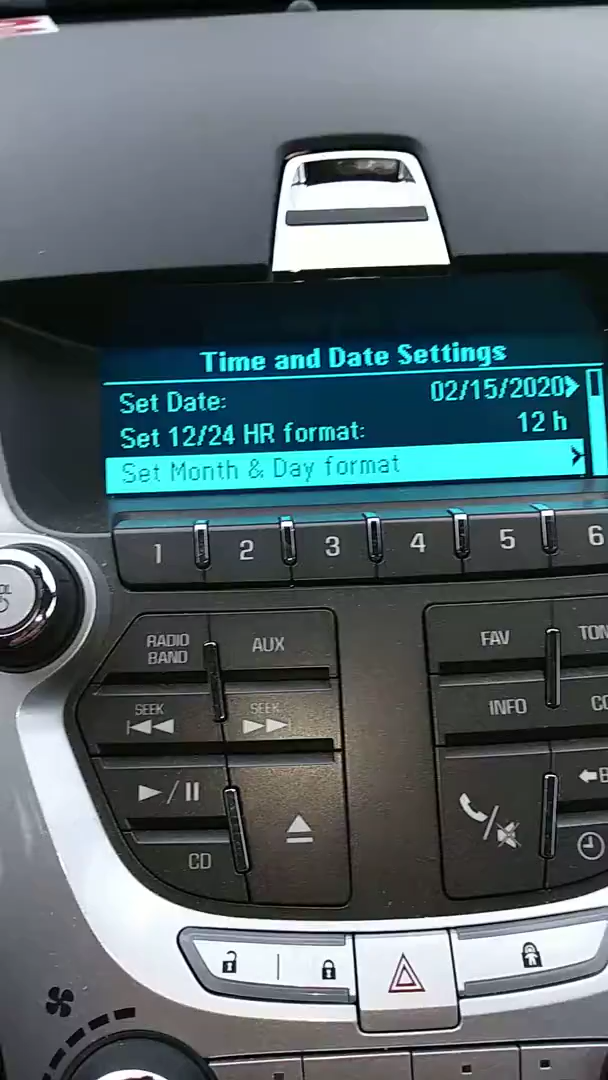 Time and Date Settings
Set Date: 02/15/2020
Set 12/24 HR format: 12 h
Set Month & Day format
1 2 3 4 5 6
RADIO BAND AUX FAV
SEEK SEEK INFO
CD